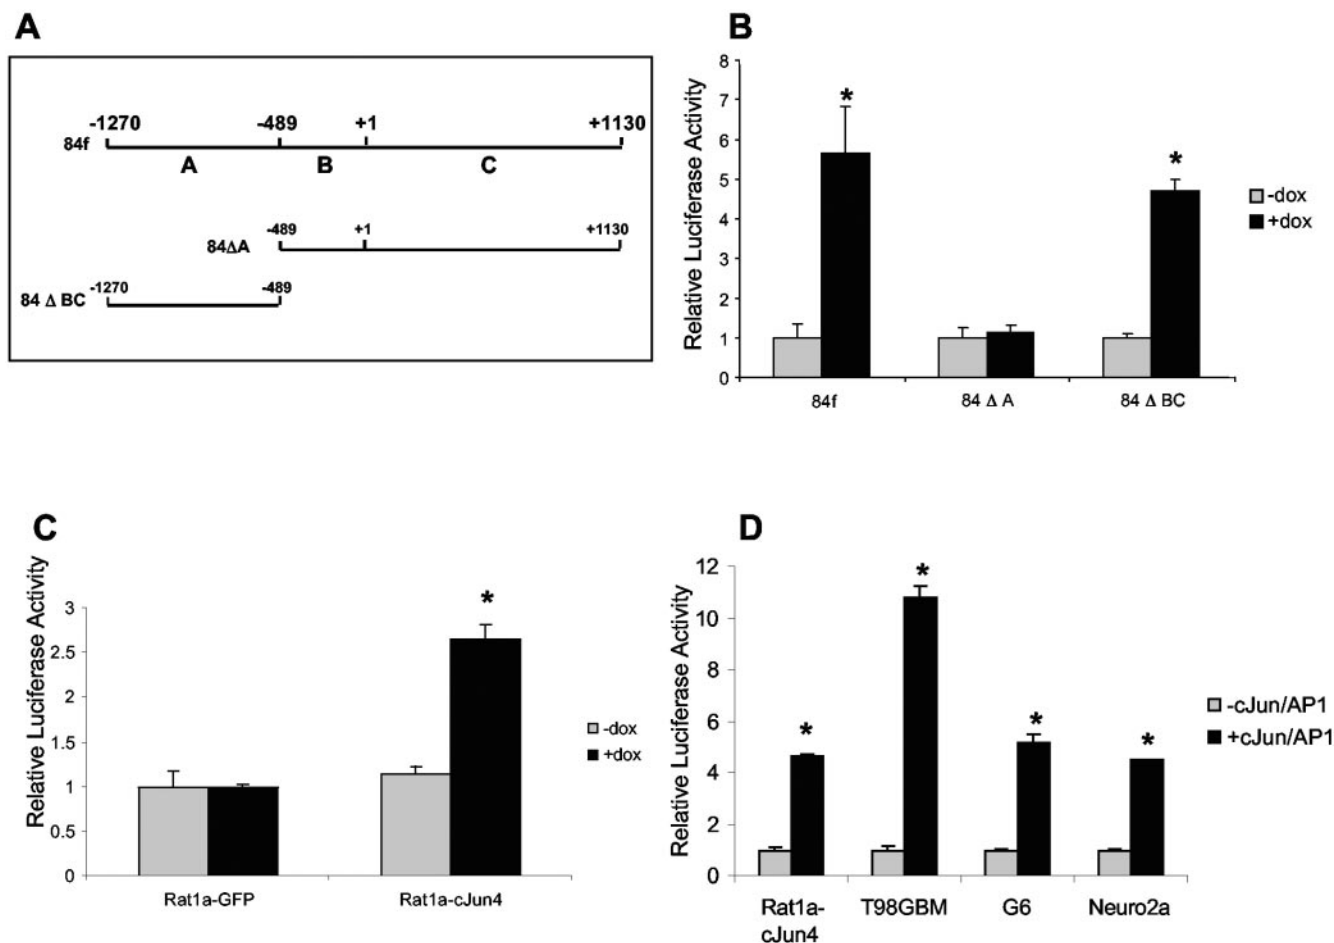 A
-1270 -489 +1 +1130
84f
A B C
-489 +1 +1130
84ΔA
-1270 -489
84 Δ BC
B
Relative Luciferase Activity
8
7
6
5
4
3
2
1
0
*
*
84f 84 Δ A 84 Δ BC
-dox
+dox
C
Relative Luciferase Activity
3
2.5
2
1.5
1
0.5
0
*
Rat1a-GFP Rat1a-cJun4
-dox
+dox
D
Relative Luciferase Activity
12
10
8
6
4
2
0
*
*
*
*
Rat1a-
cJun4
T98GBM G6 Neuro2a
-cJun/AP1
+cJun/AP1